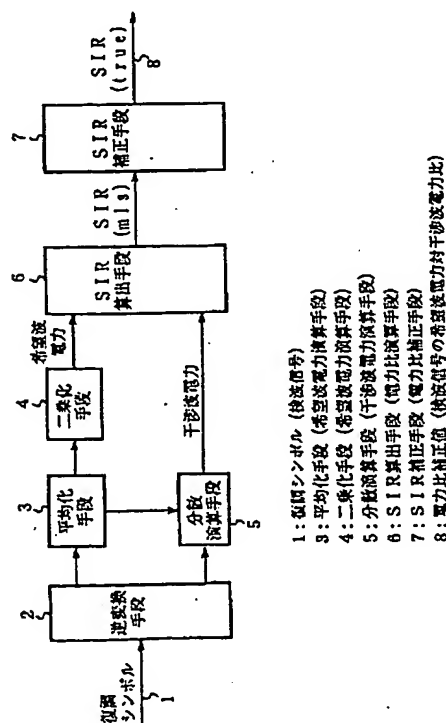 復調
シンボル
1
2
逆変換
手段
3
平均化
手段
4
二乗化
手段
希望波
電力
5
分散
演算手段
干渉波電力
6
SIR
算出手段
SIR
(mls)
7
SIR
補正手段
SIR
(true)
8
1:復調シンボル(検波信号)
3:平均化手段(希望波電力演算手段)
4:二乗化手段(希望波電力演算手段)
5:分散演算手段(干渉波電力演算手段)
6:SIR算出手段(電力比演算手段)
7:SIR補正手段(電力比補正手段)
8:電力比補正値(検波信号の希望波電力対干渉波電力比)